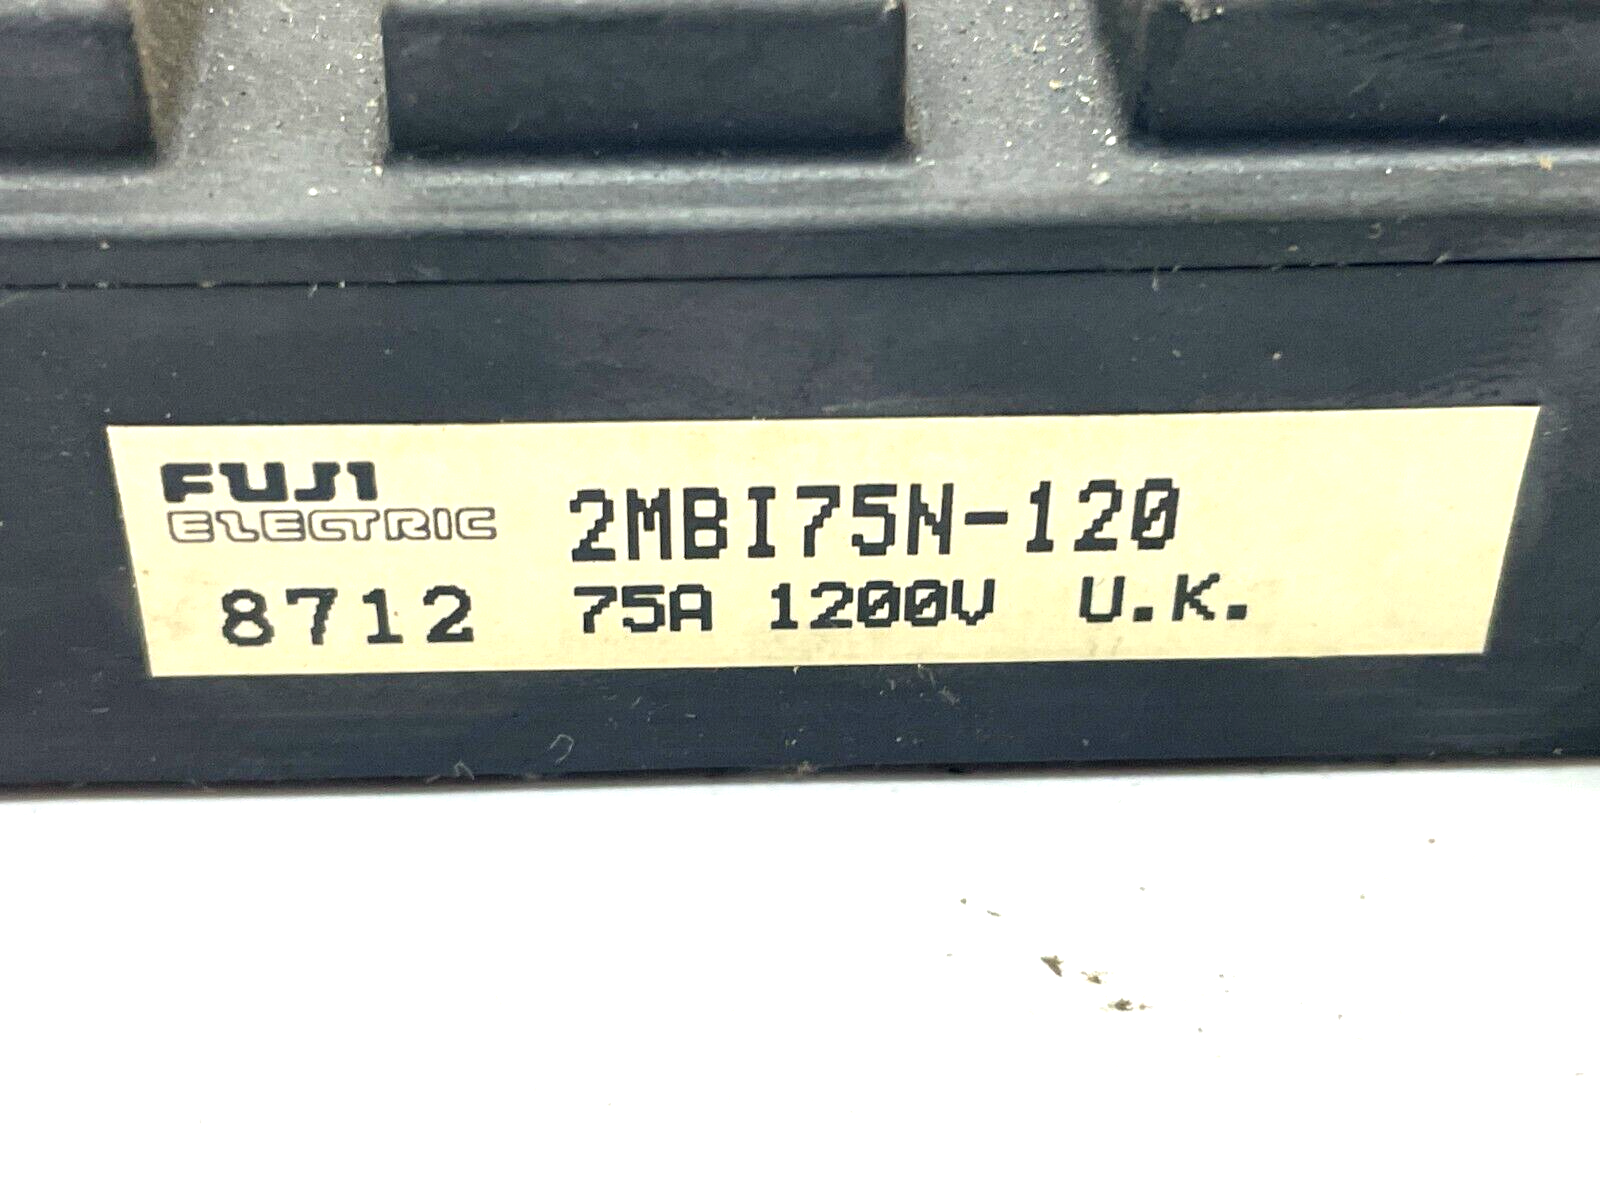 FUJI
ELECTRIC
2MBI75N-120
8712
75A 1200V U.K.